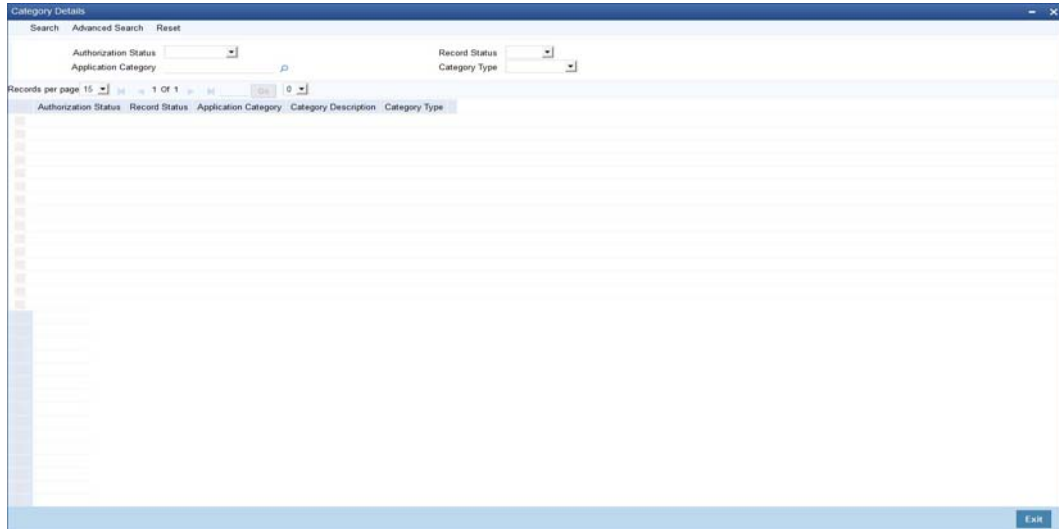 Category Details
Search Advanced Search Reset
Authorization Status Record Status
Application Category Category Type
Records per page 15 1 Of 1 Go 0
Authorization Status Record Status Application Category Category Description Category Type
Exit